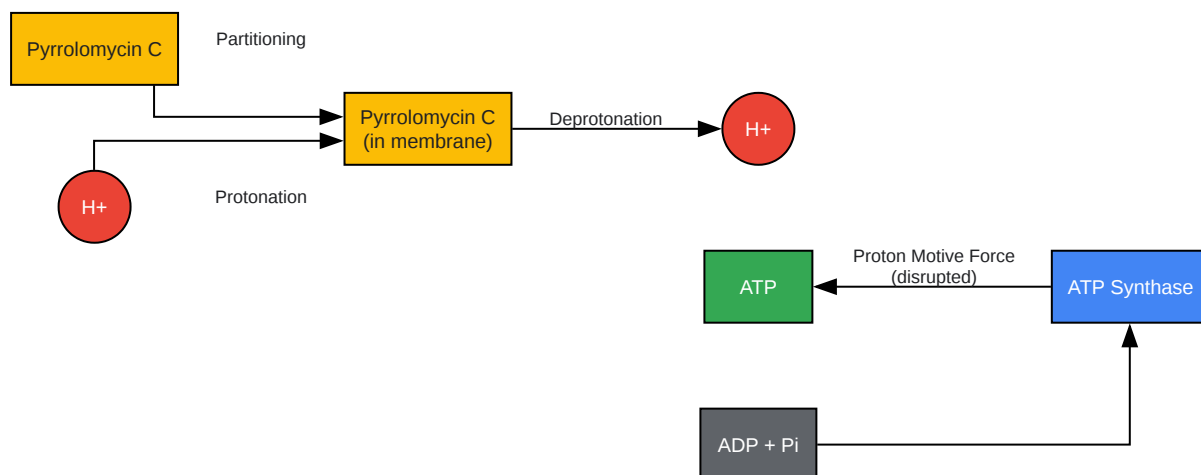 Pyrrolomycin C
Partitioning
Pyrrolomycin C
(in membrane)
Deprotonation
H+
H+
Protonation
ATP
Proton Motive Force
(disrupted)
ATP Synthase
ADP + Pi